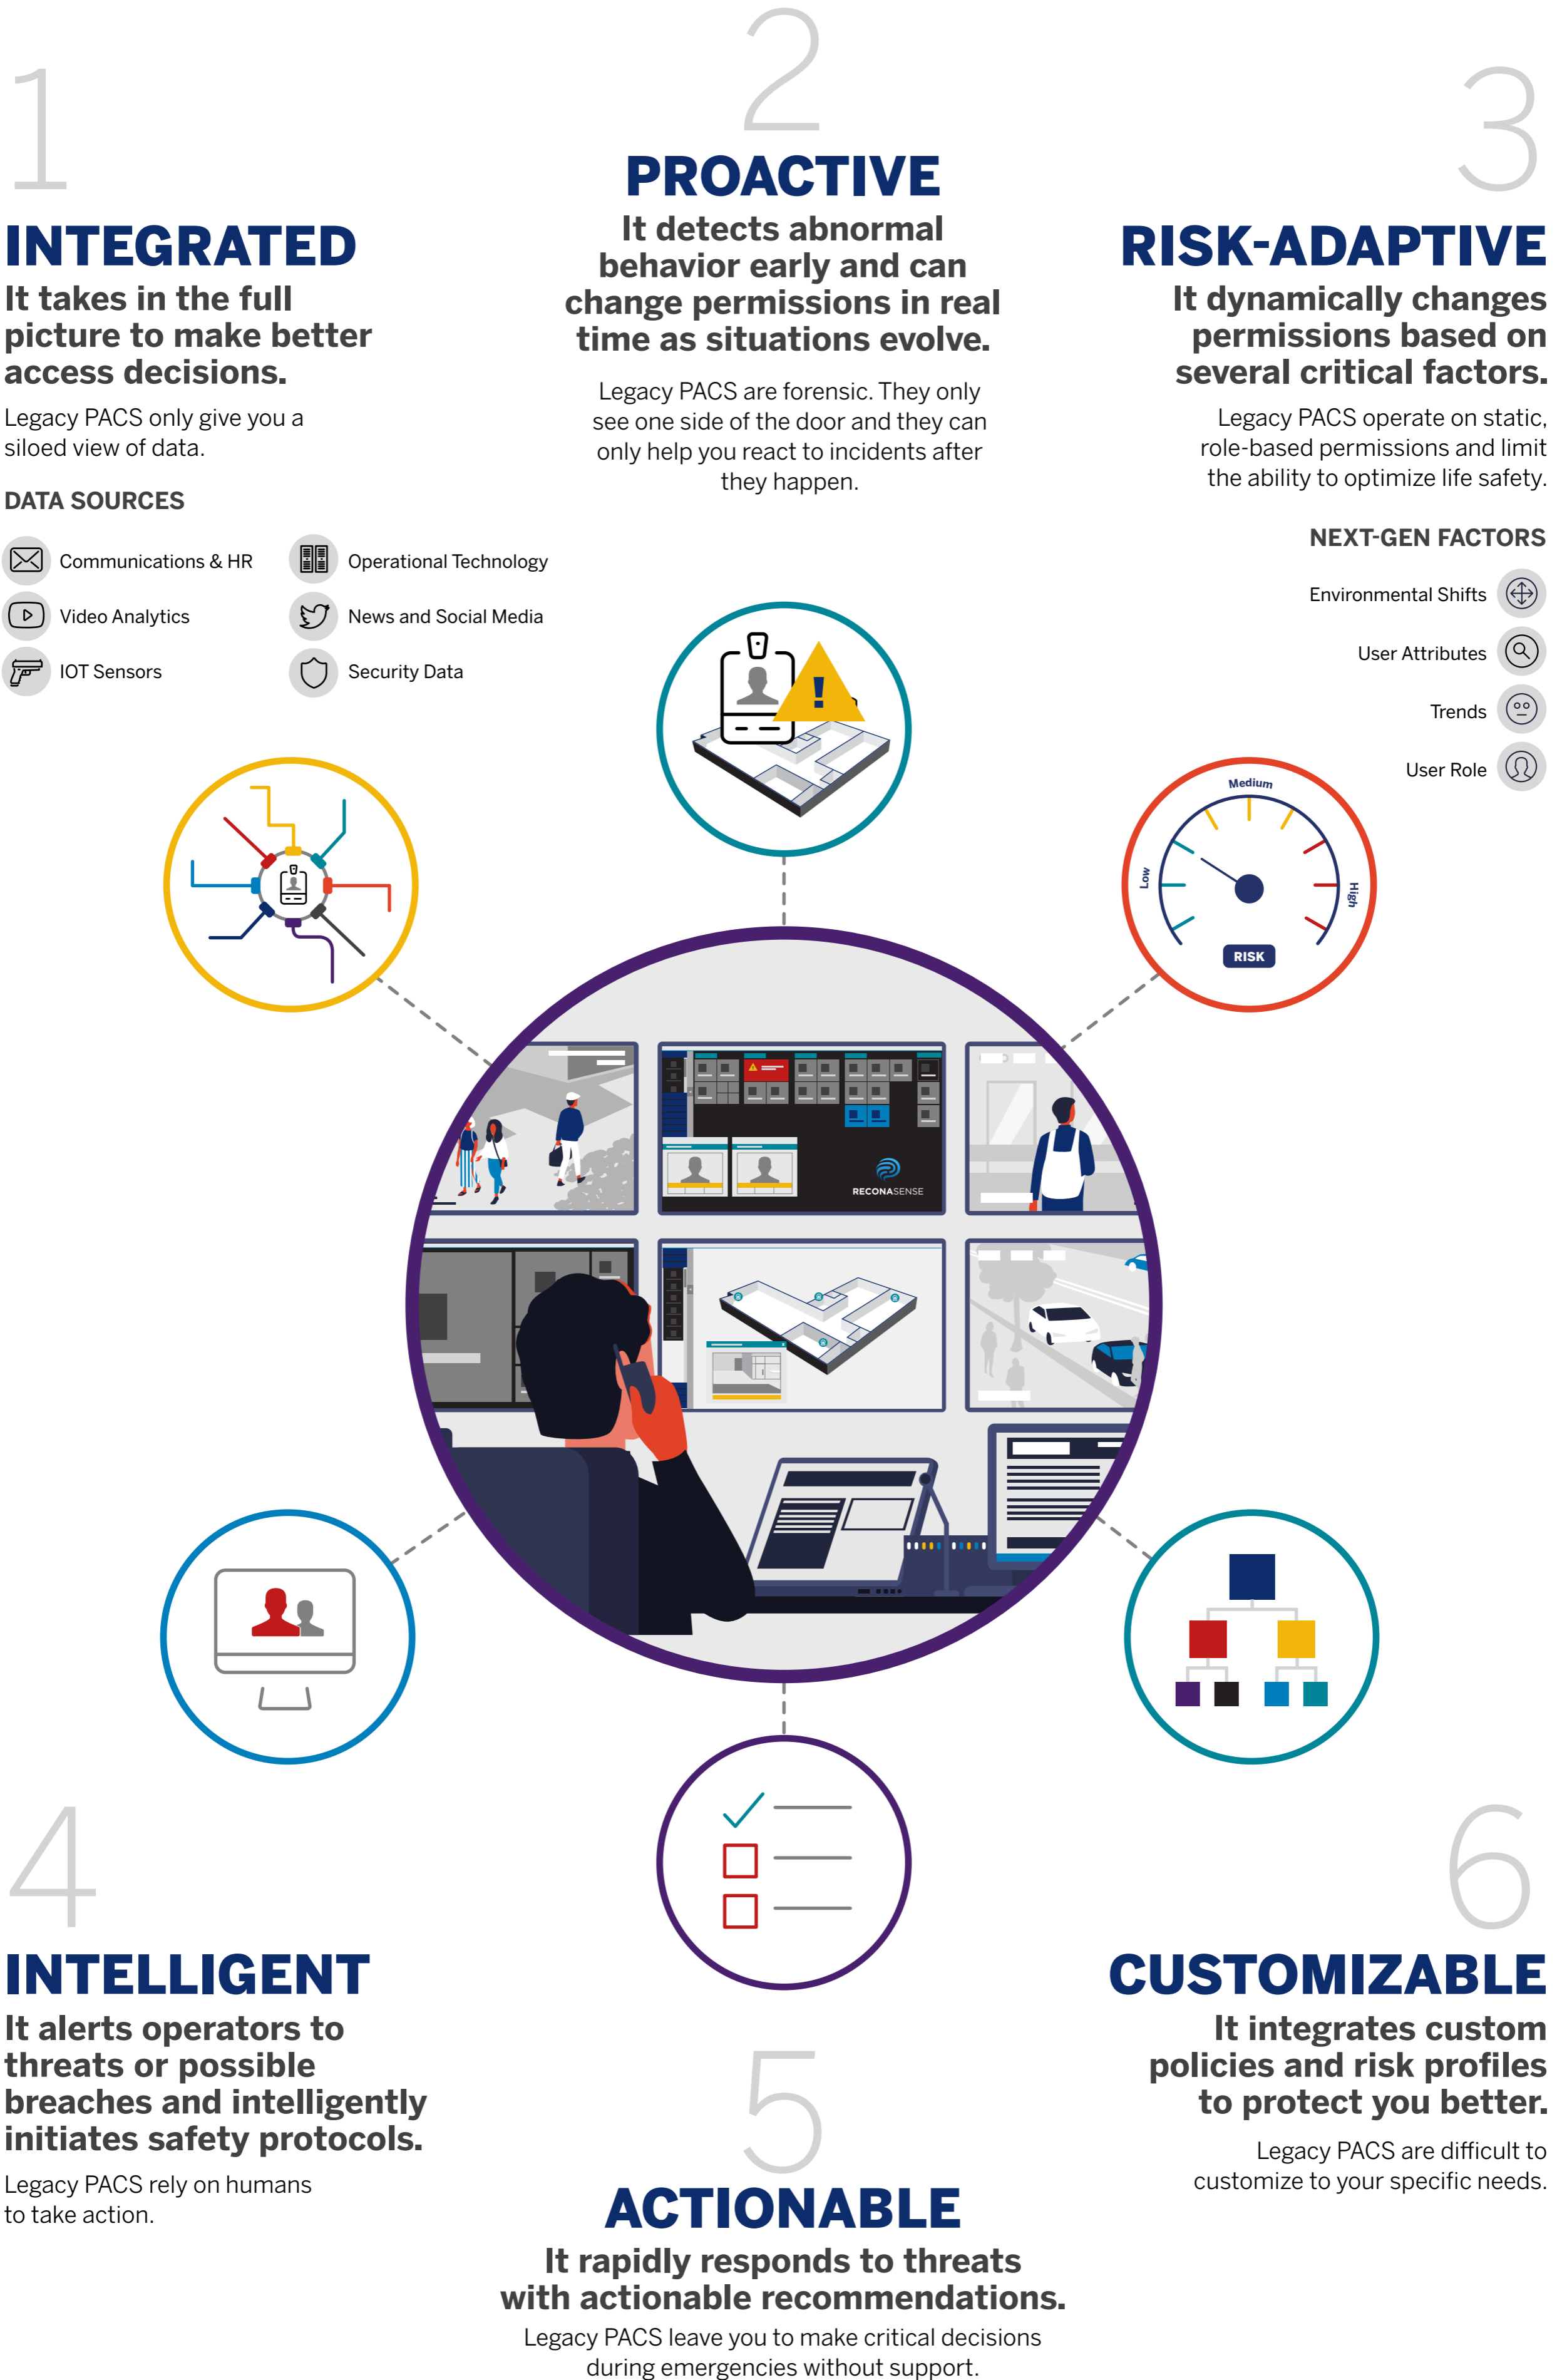 1
INTEGRATED
It takes in the full
picture to make better
access decisions.
Legacy PACS only give you a
siloed view of data.
DATA SOURCES
Communications & HR
Operational Technology
Video Analytics
News and Social Media
IOT Sensors
Security Data
2
PROACTIVE
It detects abnormal
behavior early and can
change permissions in real
time as situations evolve.
Legacy PACS are forensic. They only
see one side of the door and they can
only help you react to incidents after
they happen.
3
RISK-ADAPTIVE
It dynamically changes
permissions based on
several critical factors.
Legacy PACS operate on static,
role-based permissions and limit
the ability to optimize life safety.
NEXT-GEN FACTORS
Environmental Shifts
User Attributes
Trends
User Role
!
Low
Medium
High
RISK
RECONASENSE
4
INTELLIGENT
It alerts operators to
threats or possible
breaches and intelligently
initiates safety protocols.
Legacy PACS rely on humans
to take action.
5
ACTIONABLE
It rapidly responds to threats
with actionable recommendations.
Legacy PACS leave you to make critical decisions
during emergencies without support.
6
CUSTOMIZABLE
It integrates custom
policies and risk profiles
to protect you better.
Legacy PACS are difficult to
customize to your specific needs.